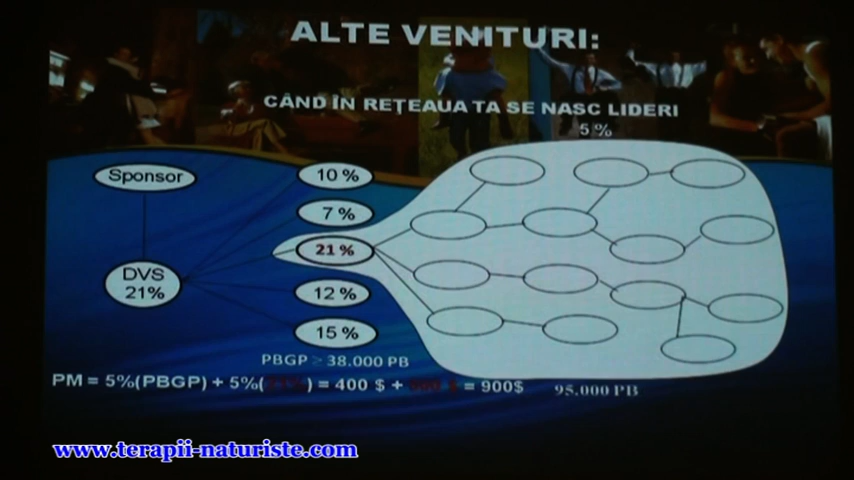 ALTE VENITURI:
CÂND ÎN REŢEAUA TA SE NASC LIDERI
5 %
Sponsor
10 %
7 %
21 %
DVS
21%
12 %
15 %
PBGP > 38.000 PB
PM = 5%(PBGP) + 5%( ) = 400 $ + = 900$
95.000 PB
www.terapii-naturiste.com